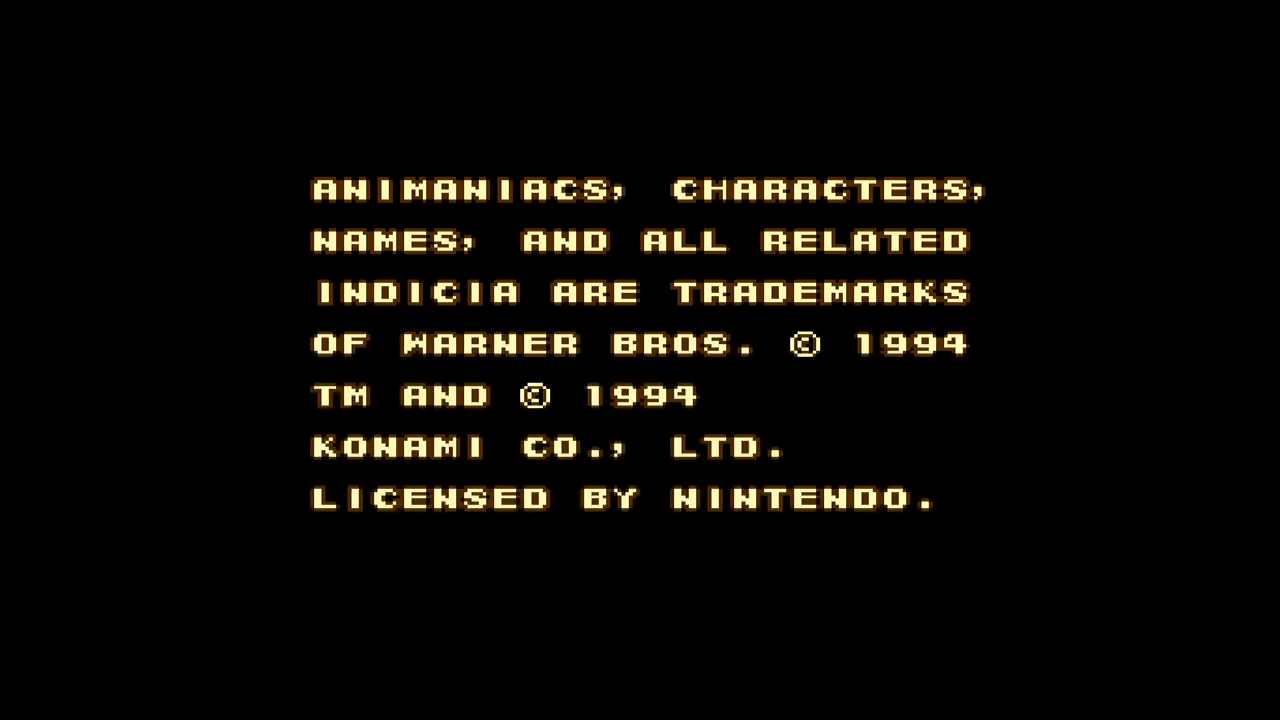 ANIMANIACS, CHARACTERS,
NAMES, AND ALL RELATED
INDICIA ARE TRADEMARKS
OF WARNER BROS. © 1994
TM AND © 1994
KONAMI CO., LTD.
LICENSED BY NINTENDO.